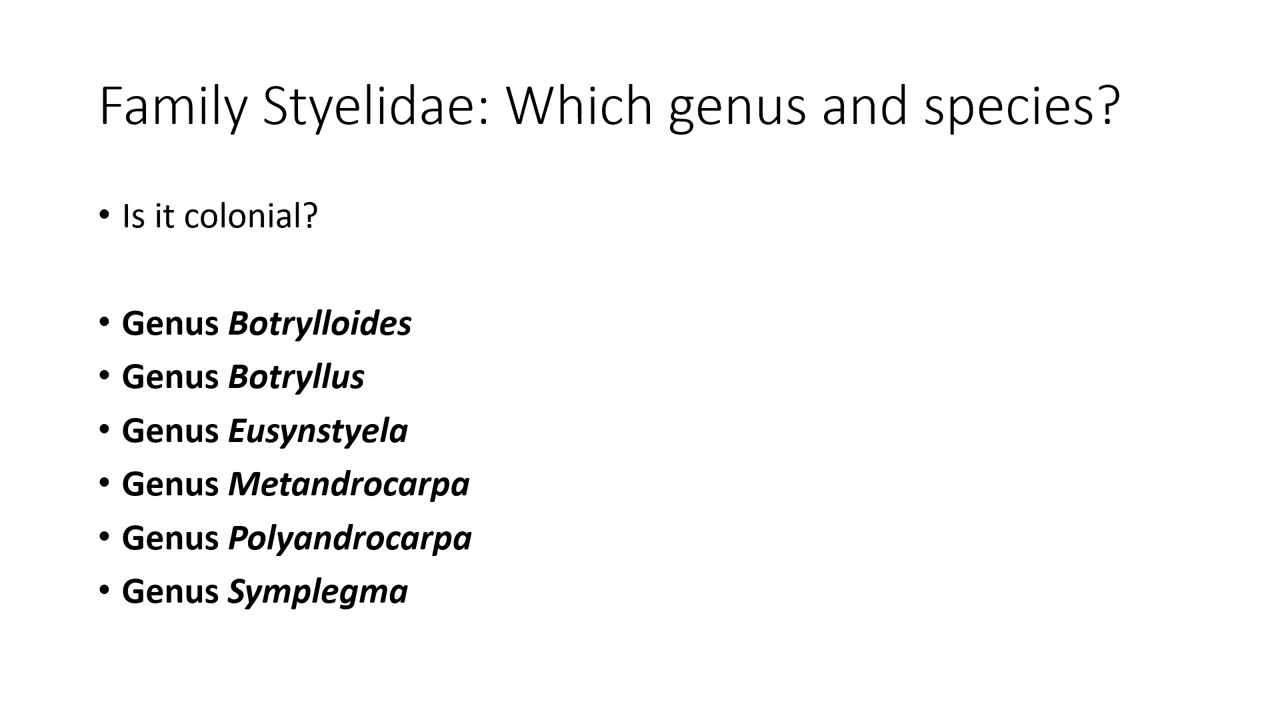 Family Styelidae: Which genus and species?
• Is it colonial?
• Genus Botrylloides
• Genus Botryllus
• Genus Eusynstyela
• Genus Metandrocarpa
• Genus Polyandrocarpa
• Genus Symplegma